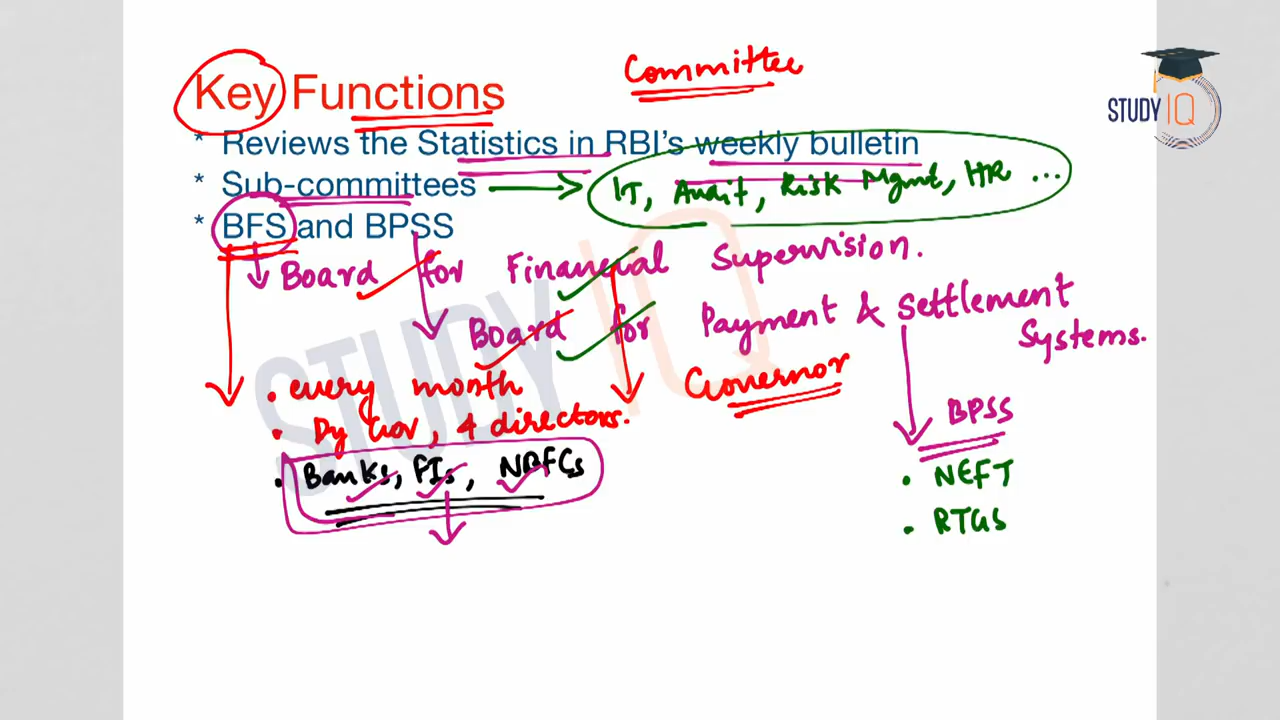 Committee
Key Functions
STUDY IQ
* Reviews the Statistics in RBI's weekly bulletin
* Sub-committees
IT, Audit, Risk Mgmt, HR ...
* BFS and BPSS
Board for Financial Supervision.
Board for Payment & Settlement
Systems.
• every month
Governor
• Dy Gov, 4 directors.
BPSS
• Banks, FIs, NBFCs
• NEFT
• RTGS
STUDY IQ